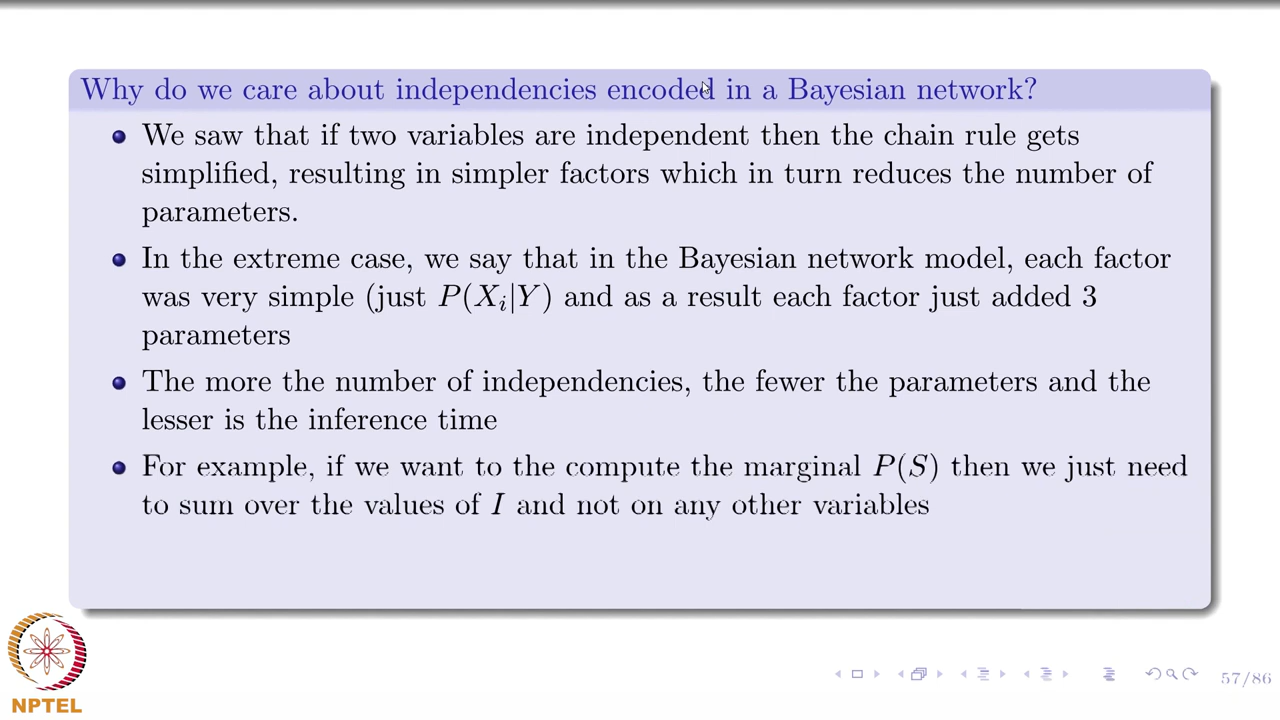 Why do we care about independencies encoded in a Bayesian network?
We saw that if two variables are independent then the chain rule gets
simplified, resulting in simpler factors which in turn reduces the number of
parameters.
In the extreme case, we say that in the Bayesian network model, each factor
was very simple (just P(Xᵢ|Y) and as a result each factor just added 3
parameters
The more the number of independencies, the fewer the parameters and the
lesser is the inference time
For example, if we want to the compute the marginal P(S) then we just need
to sum over the values of I and not on any other variables
NPTEL
57/86